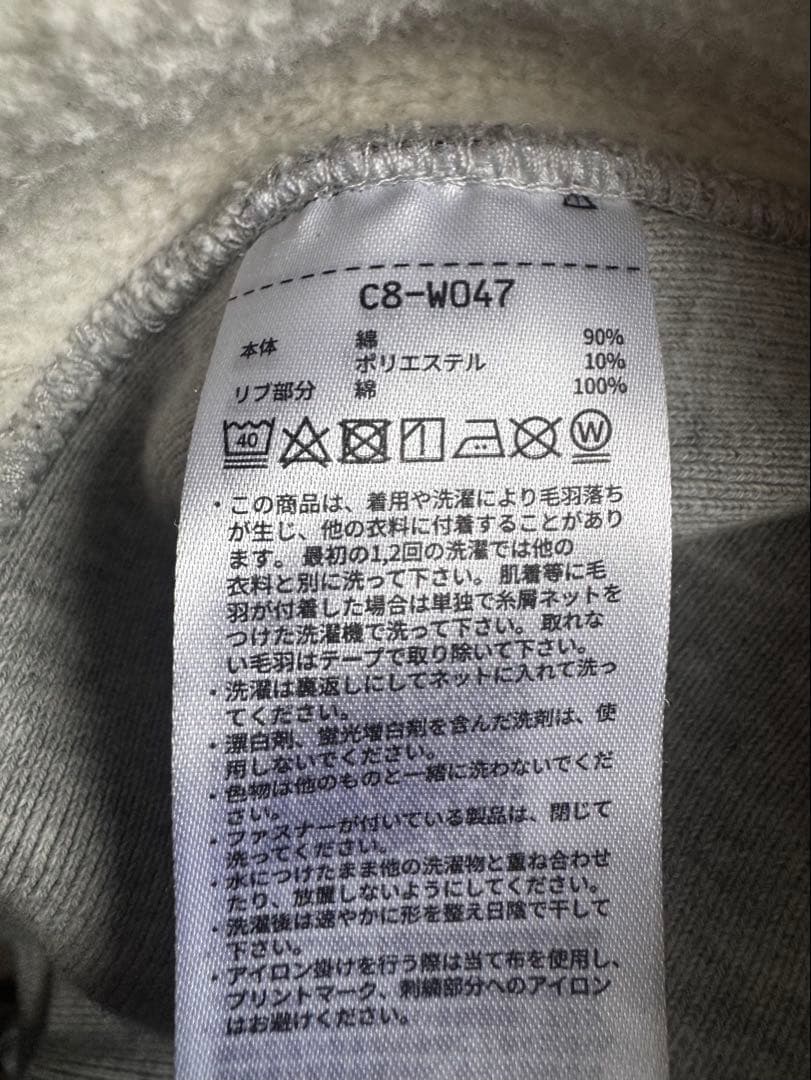 C8-W047
本体 綿 90%
ポリエステル 10%
リブ部分 綿 100%
40 W
・この商品は、着用や洗濯により毛羽落ち
が生じ、他の衣料に付着することがあり
ます。最初の1,2回の洗濯では他の
衣料と別に洗って下さい。肌着等に毛
羽が付着した場合は単独で糸屑ネットを
つけた洗濯機で洗って下さい。取れな
い毛羽はテープで取り除いて下さい。
・洗濯は裏返しにしてネットに入れて洗っ
てください。
・漂白剤、蛍光増白剤を含んだ洗剤は、使
用しないでください。
・色物は他のものと一緒に洗わないでくだ
さい。
・ファスナーが付いている製品は、閉じて
洗ってください。
・水につけたまま他の洗濯物と重ね合わせ
たり、放置しないようにしてください。
・洗濯後は速やかに形を整え日陰で干して
下さい。
・アイロン掛けを行う際は当て布を使用し、
プリントマーク、刺繍部分へのアイロン
はお避けください。